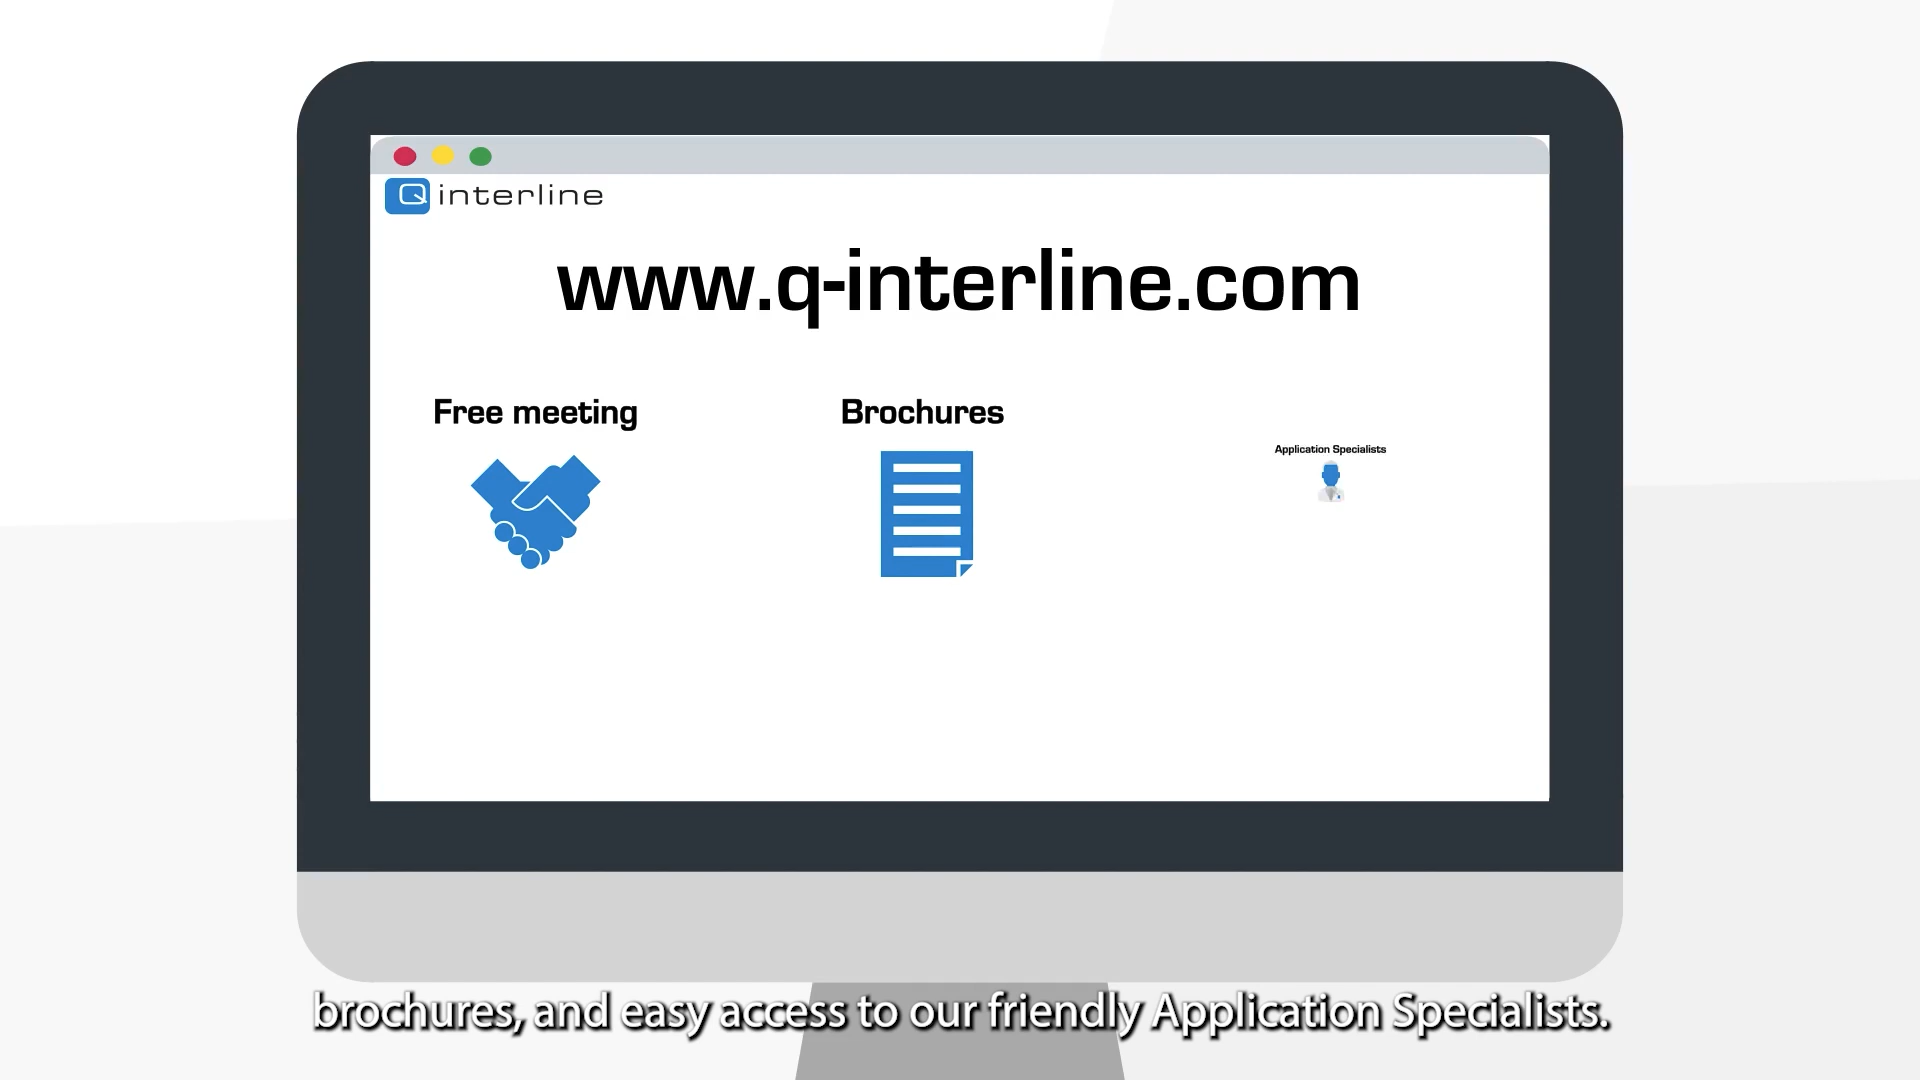 Q interline
www.q-interline.com
Free meeting
Brochures
Application Specialists
brochures, and easy access to our friendly Application Specialists.